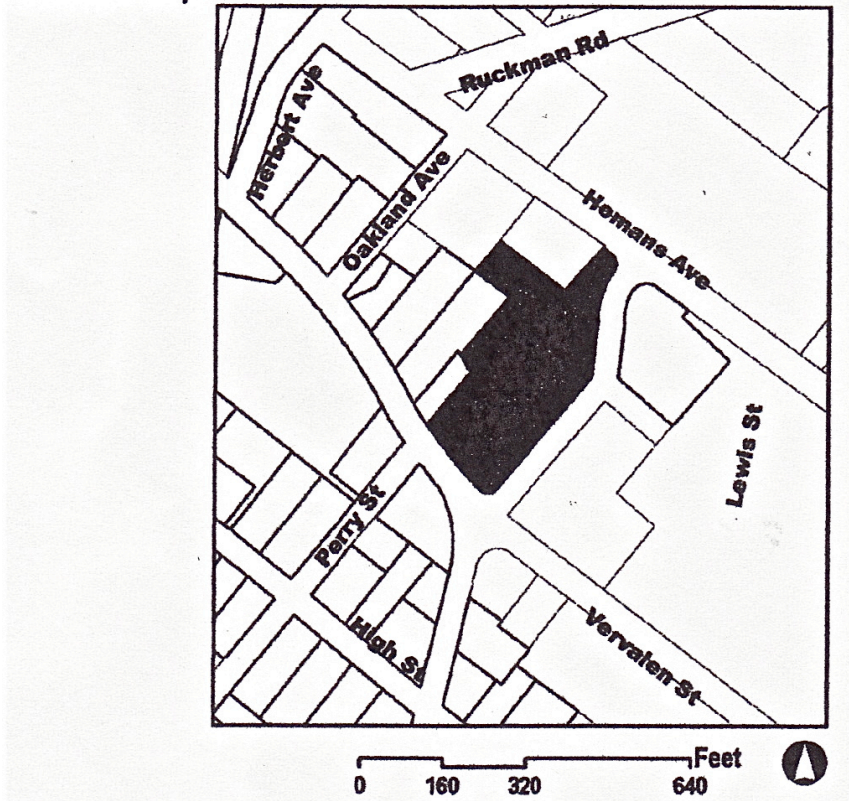 Ruckman Rd
Herbert Ave
Oakland Ave
Homans Ave
Lewis St
Perry St
High St
Vervalen St
Feet
0 160 320 640